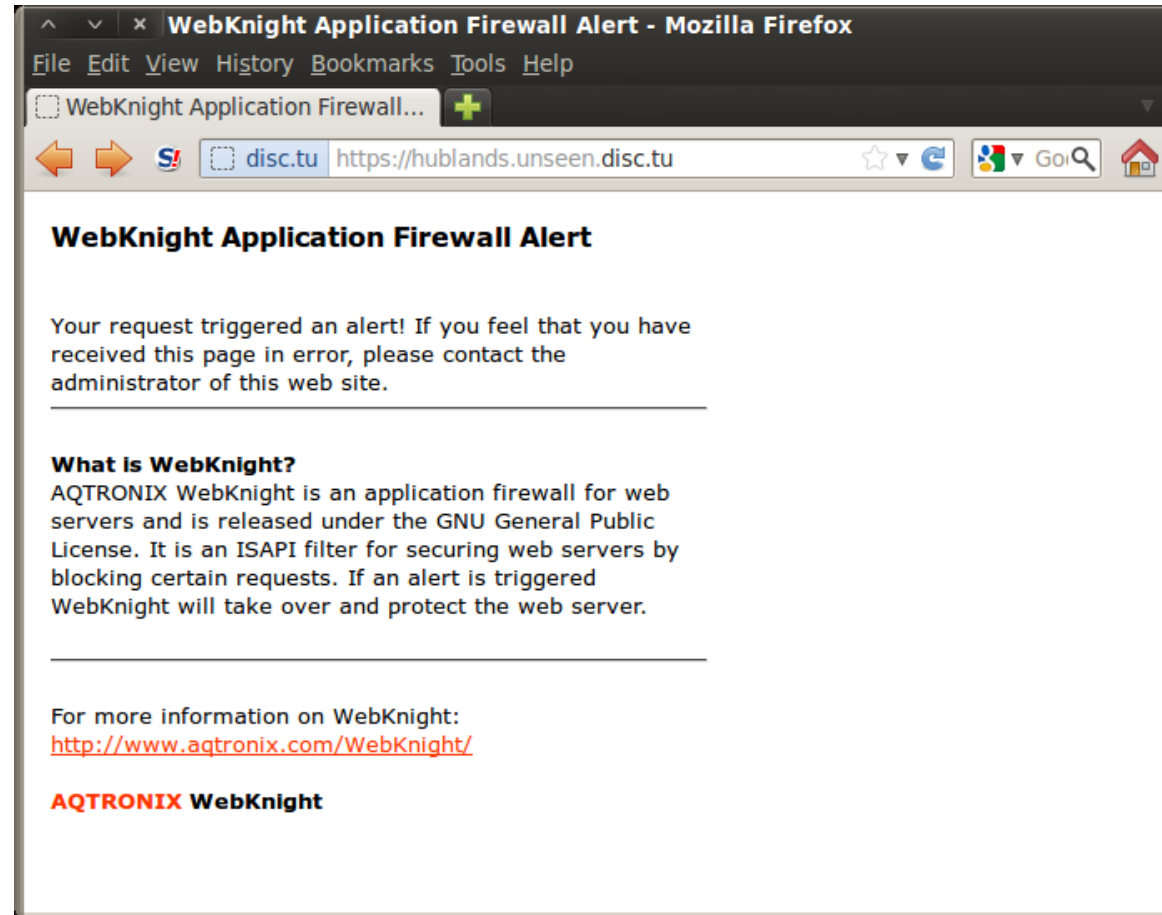 WebKnight Application Firewall Alert - Mozilla Firefox
File Edit View History Bookmarks Tools Help
WebKnight Application Firewall...
disc.tu https://hublands.unseen.disc.tu
WebKnight Application Firewall Alert
Your request triggered an alert! If you feel that you have
received this page in error, please contact the
administrator of this web site.
What is WebKnight?
AQTRONIX WebKnight is an application firewall for web
servers and is released under the GNU General Public
License. It is an ISAPI filter for securing web servers by
blocking certain requests. If an alert is triggered
WebKnight will take over and protect the web server.
For more information on WebKnight:
http://www.aqtronix.com/WebKnight/
AQTRONIX WebKnight